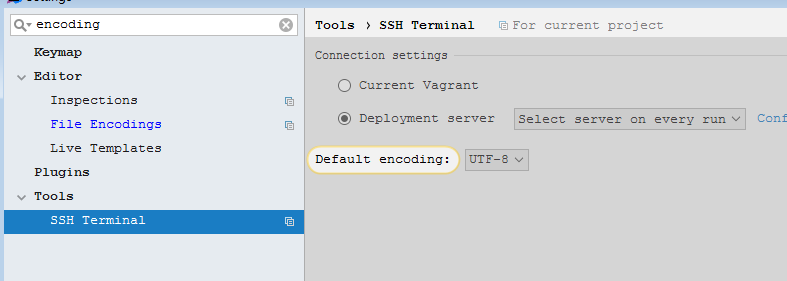 encoding
Keymap
Editor
Inspections
File Encodings
Live Templates
Plugins
Tools
SSH Terminal
Tools › SSH Terminal For current project
Connection settings
Current Vagrant
Deployment server Select server on every run Conf
Default encoding: UTF-8